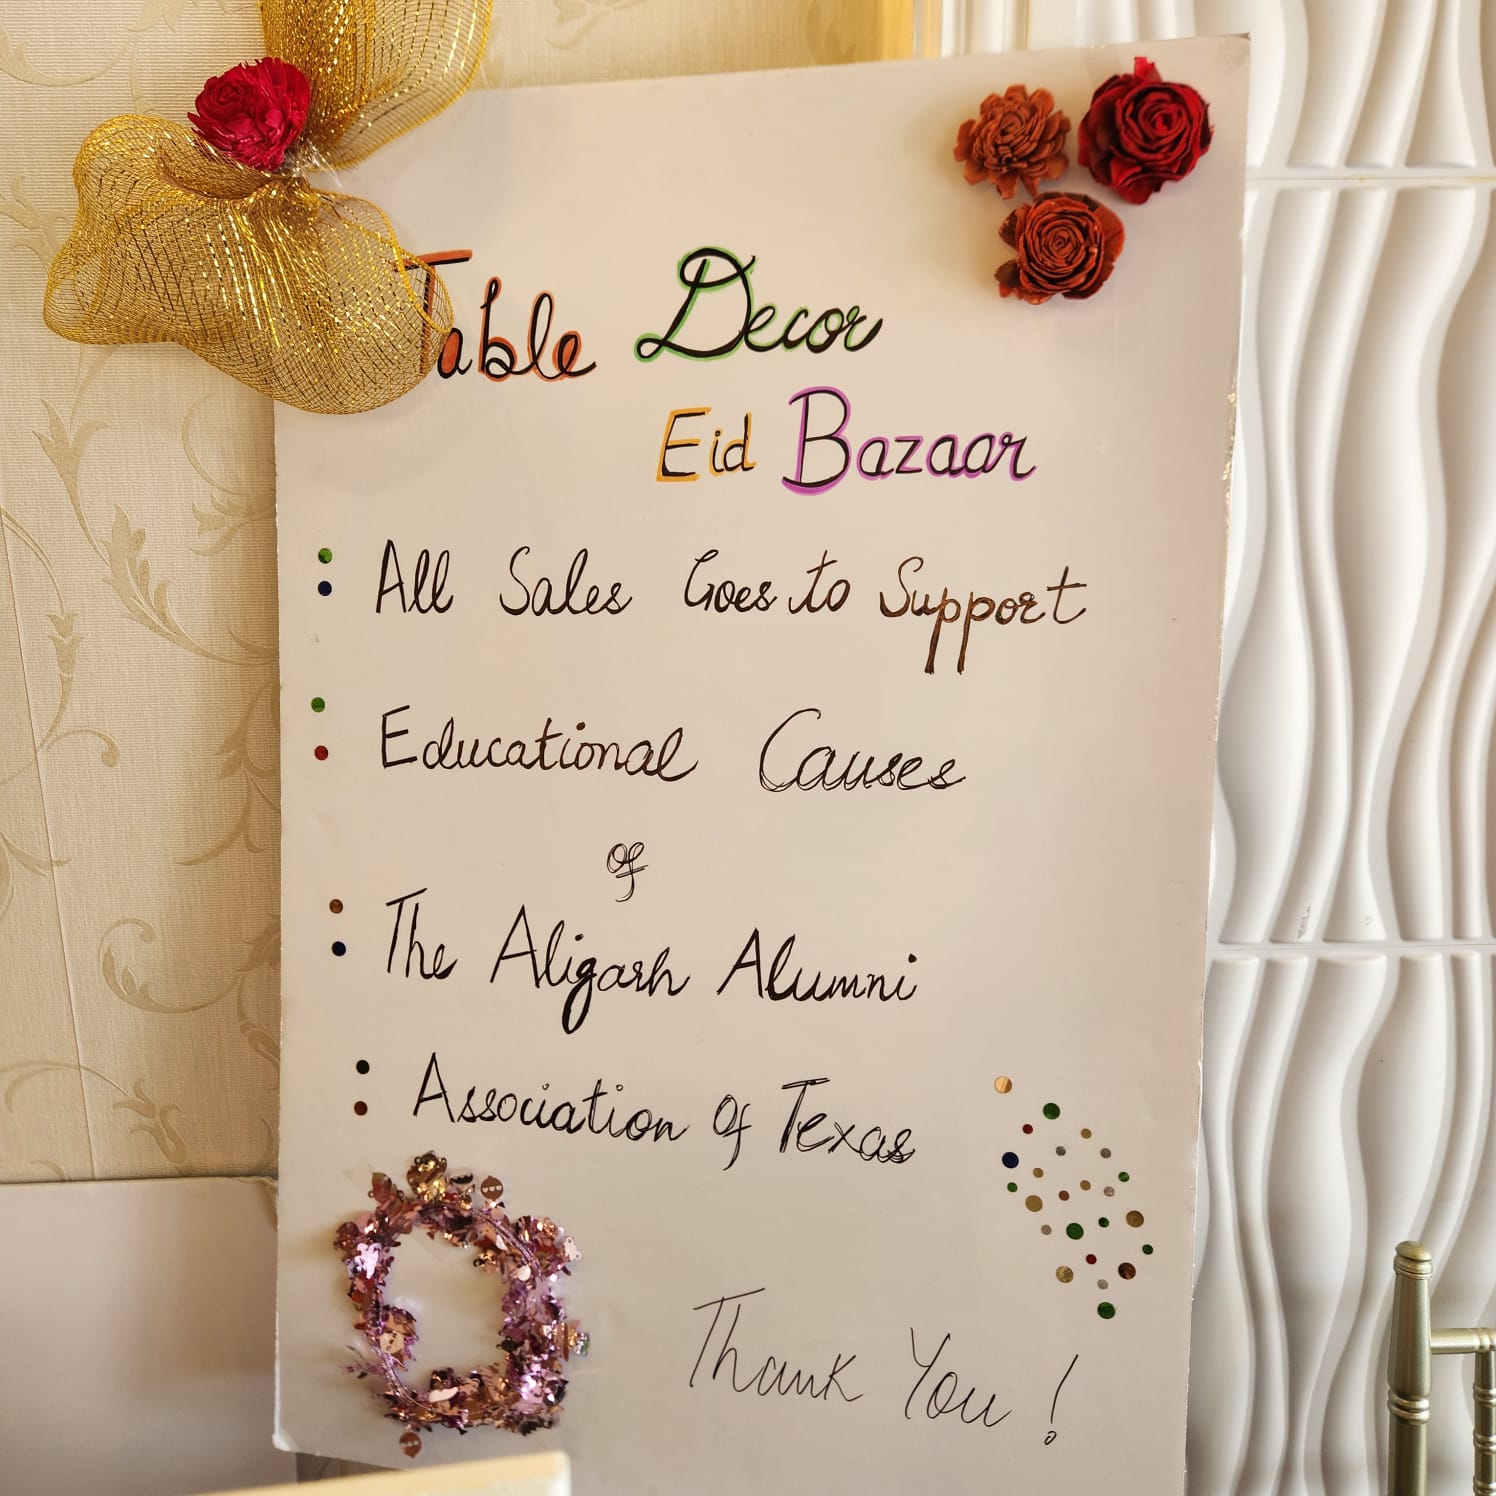 Table Decor
Eid Bazaar
All Sales Goes to Support
Educational Causes
of
The Aligarh Alumni
Association Of Texas
Thank You!